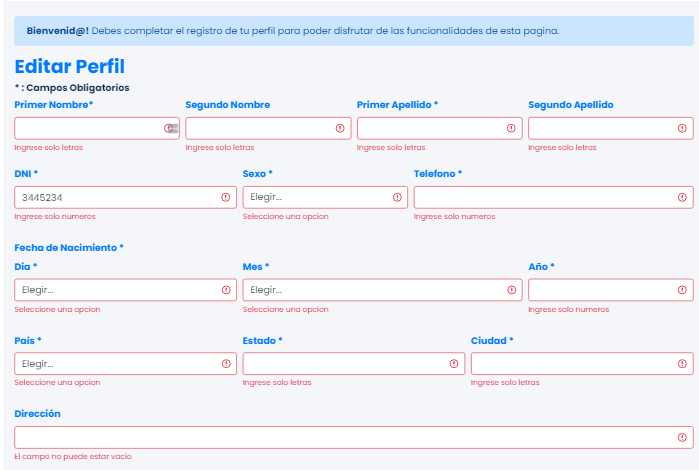 Bienvenid@! Debes completar el registro de tu perfil para poder disfrutar de las funcionalidades de esta pagina.
Editar Perfil
* : Campos Obligatorios
Primer Nombre* Segundo Nombre Primer Apellido * Segundo Apellido
Ingrese solo letras Ingrese solo letras Ingrese solo letras Ingrese solo letras
DNI * Sexo * Telefono *
3445234 Elegir...
Ingrese solo numeros Seleccione una opcion Ingrese solo numeros
Fecha de Nacimiento *
Dia * Mes * Año *
Elegir... Elegir...
Seleccione una opcion Seleccione una opcion Ingrese solo numeros
Pais * Estado * Ciudad *
Elegir...
Seleccione una opcion Ingrese solo letras Ingrese solo letras
Dirección
El campo no puede estar vacio